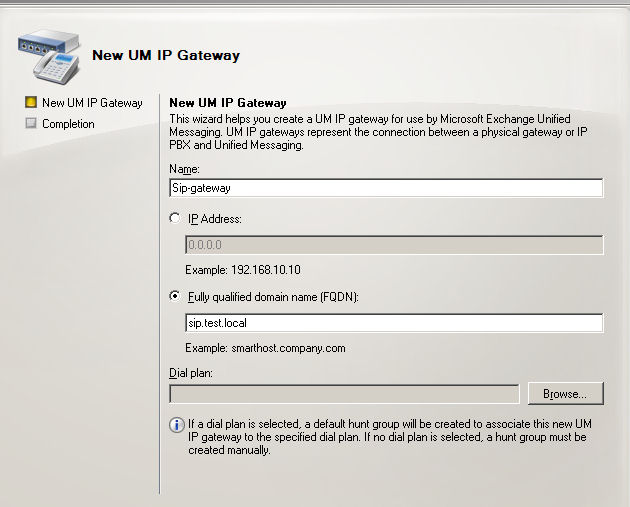 New UM IP Gateway
New UM IP Gateway
Completion
New UM IP Gateway
This wizard helps you create a UM IP gateway for use by Microsoft Exchange Unified
Messaging. UM IP gateways represent the connection between a physical gateway or IP
PBX and Unified Messaging.
Name:
Sip-gateway
IP Address:
0.0.0.0
Example: 192.168.10.10
Fully qualified domain name (FQDN):
sip.test.local
Example: smarthost.company.com
Dial plan:
Browse...
If a dial plan is selected, a default hunt group will be created to associate this new UM
IP gateway to the specified dial plan. If no dial plan is selected, a hunt group must be
created manually.